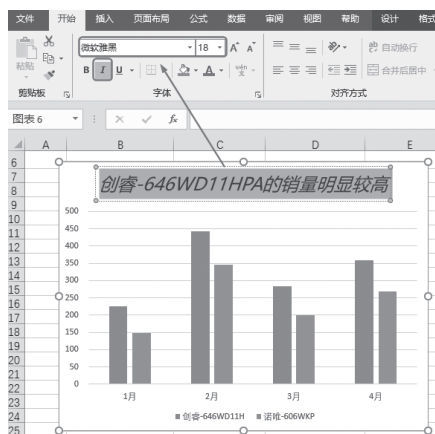 文件 开始 插入 页面布局 公式 数据 审阅 视图 帮助 设计 格式
微软雅黑 18 A A 自动换行
粘贴 B I U A wén 文 合并后居中
剪贴板 字体 对齐方式
图表 6 fx
A B C D E
6
7
8 创睿-646WD11HPA的销量明显较高
9
10 500
11 450
12 400
13 350
14
15 300
16 250
17
18 200
19 150
20 100
21 50
22 0
23 1月 2月 3月 4月
24 创睿-646WD11H 诺唯-606WKP
25